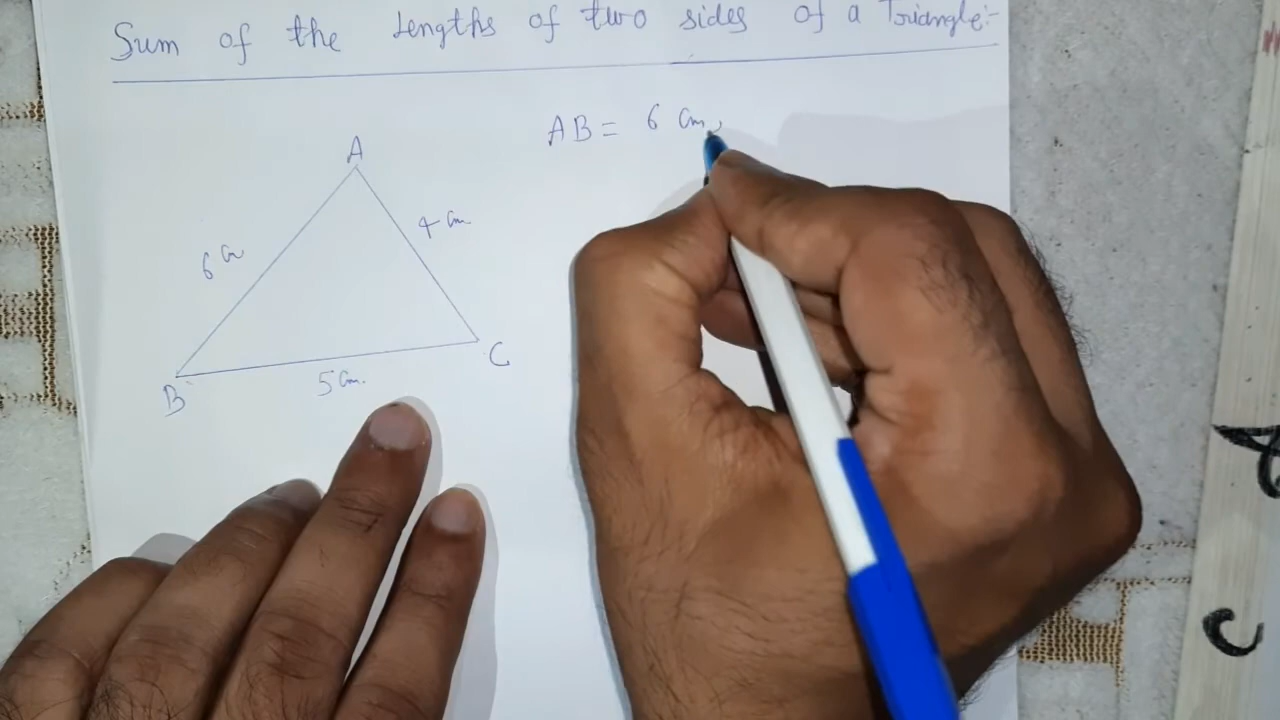 Sum of the Lengths of two sides of a Triangle:-
AB = 6 cm,
A
4 cm
6 cm
B
5 cm.
C